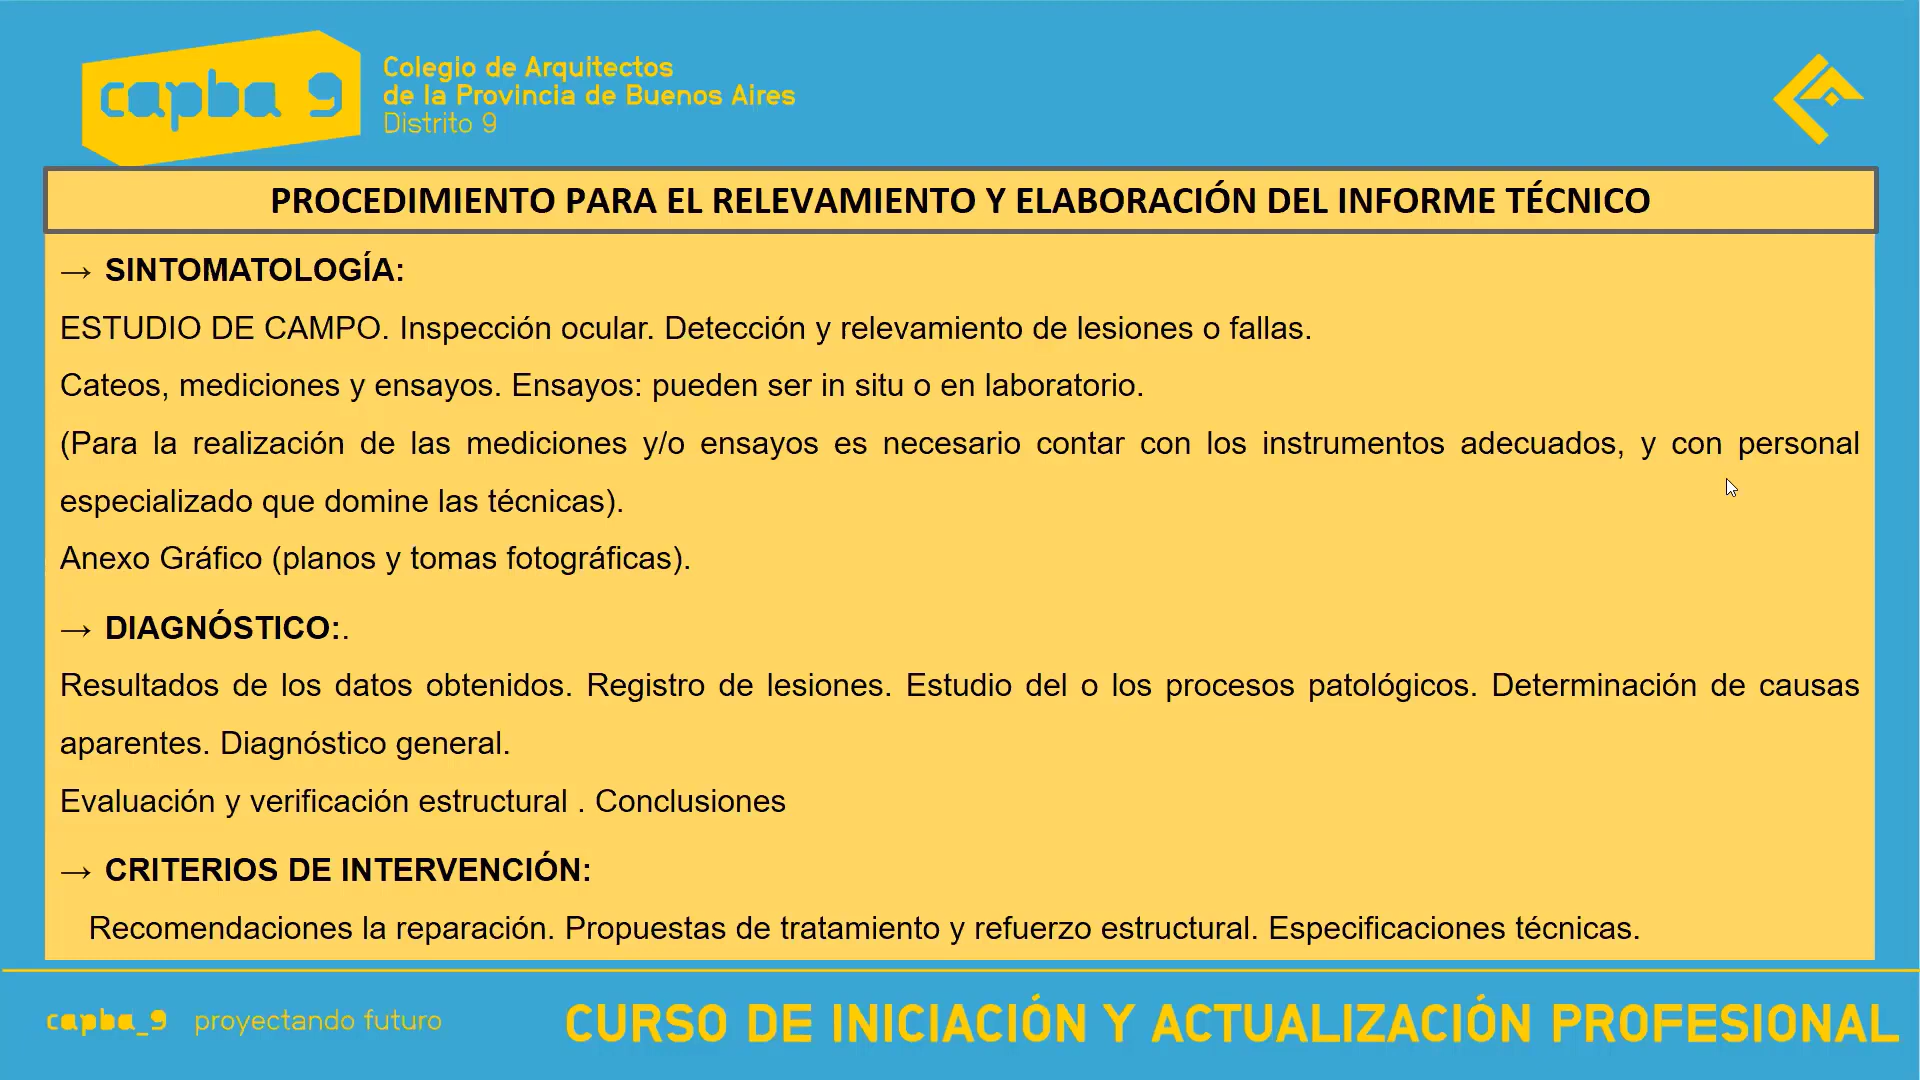 capba 9
Colegio de Arquitectos
de la Provincia de Buenos Aires
Distrito 9
PROCEDIMIENTO PARA EL RELEVAMIENTO Y ELABORACIÓN DEL INFORME TÉCNICO
→ SINTOMATOLOGÍA:
ESTUDIO DE CAMPO. Inspección ocular. Detección y relevamiento de lesiones o fallas.
Cateos, mediciones y ensayos. Ensayos: pueden ser in situ o en laboratorio.
(Para la realización de las mediciones y/o ensayos es necesario contar con los instrumentos adecuados, y con personal
especializado que domine las técnicas).
Anexo Gráfico (planos y tomas fotográficas).
→ DIAGNÓSTICO:.
Resultados de los datos obtenidos. Registro de lesiones. Estudio del o los procesos patológicos. Determinación de causas
aparentes. Diagnóstico general.
Evaluación y verificación estructural . Conclusiones
→ CRITERIOS DE INTERVENCIÓN:
Recomendaciones la reparación. Propuestas de tratamiento y refuerzo estructural. Especificaciones técnicas.
capba_9 proyectando futuro
CURSO DE INICIACIÓN Y ACTUALIZACIÓN PROFESIONAL